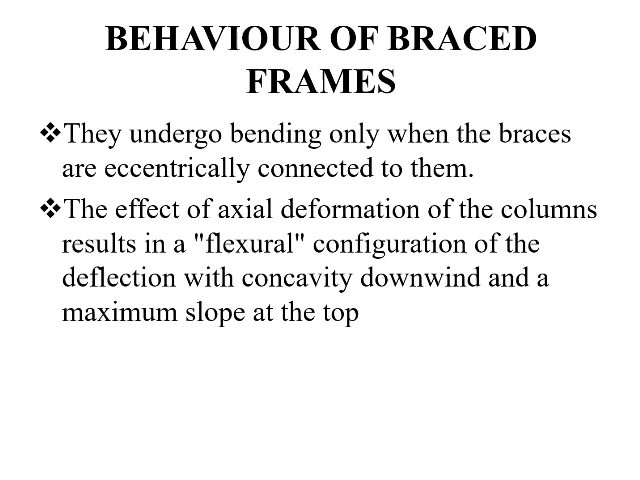 BEHAVIOUR OF BRACED
FRAMES
❖They undergo bending only when the braces
are eccentrically connected to them.
❖The effect of axial deformation of the columns
results in a "flexural" configuration of the
deflection with concavity downwind and a
maximum slope at the top